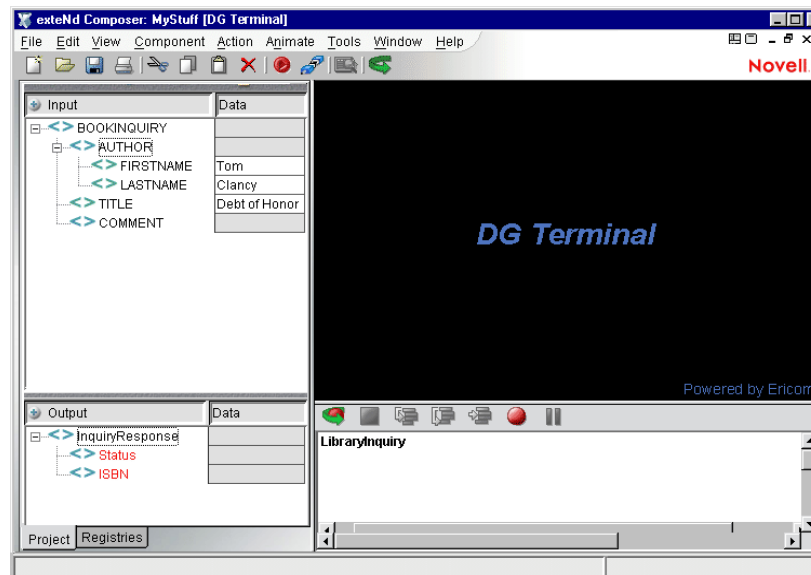 exteNd Composer: MyStuff [DG Terminal]
File Edit View Component Action Animate Tools Window Help
Novell.
Input Data
BOOKINQUIRY
AUTHOR
FIRSTNAME Tom
LASTNAME Clancy
TITLE Debt of Honor
COMMENT
DG Terminal
Powered by Ericom
Output Data
InquiryResponse
Status
ISBN
LibraryInquiry
Project Registries